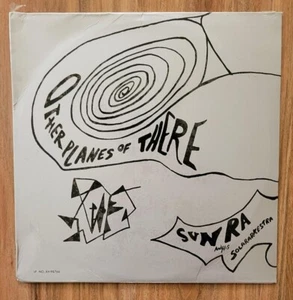 OTHER PLANES OF THERE
SUN RA
AND HIS
SOLAR ARKESTRA